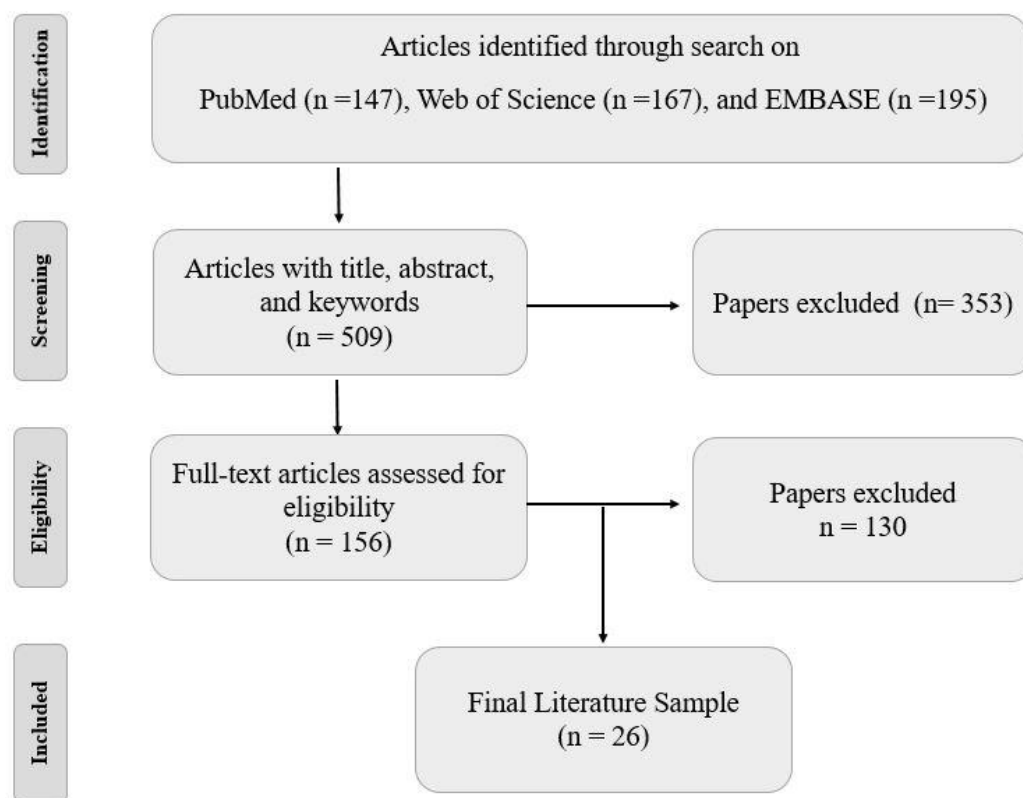 Identification
Articles identified through search on
PubMed (n =147), Web of Science (n =167), and EMBASE (n =195)
Screening
Articles with title, abstract,
and keywords
(n = 509)
Papers excluded (n= 353)
Eligibility
Full-text articles assessed for
eligibility
(n = 156)
Papers excluded
n = 130
Included
Final Literature Sample
(n = 26)